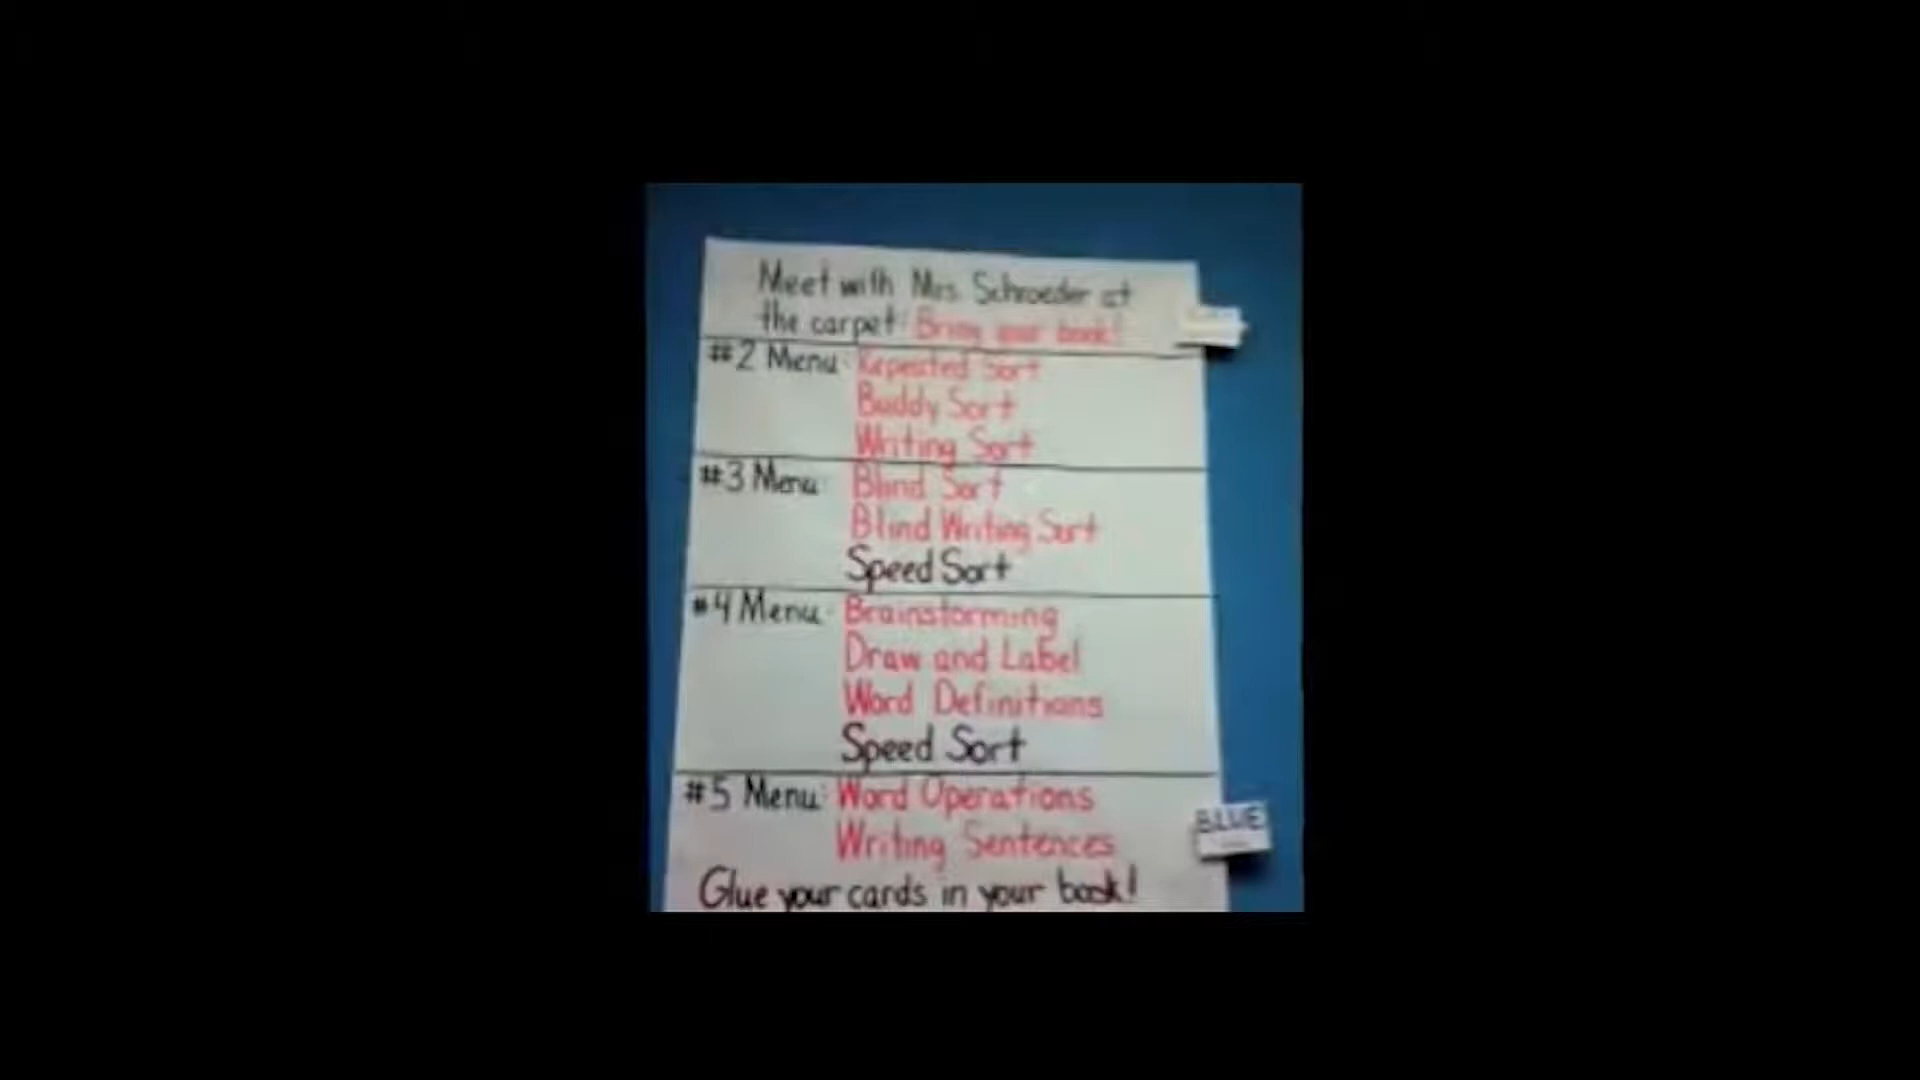 Meet with Mrs. Schroeder at
the carpet: Bring your book!
#2 Menu: Repeated Sort
Buddy Sort
Writing Sort
#3 Menu: Blind Sort
Blind Writing Sort
Speed Sort
#4 Menu: Brainstorming
Draw and Label
Word Definitions
Speed Sort
#5 Menu: Word Operations
Writing Sentences
BLUE
Glue your cards in your book!